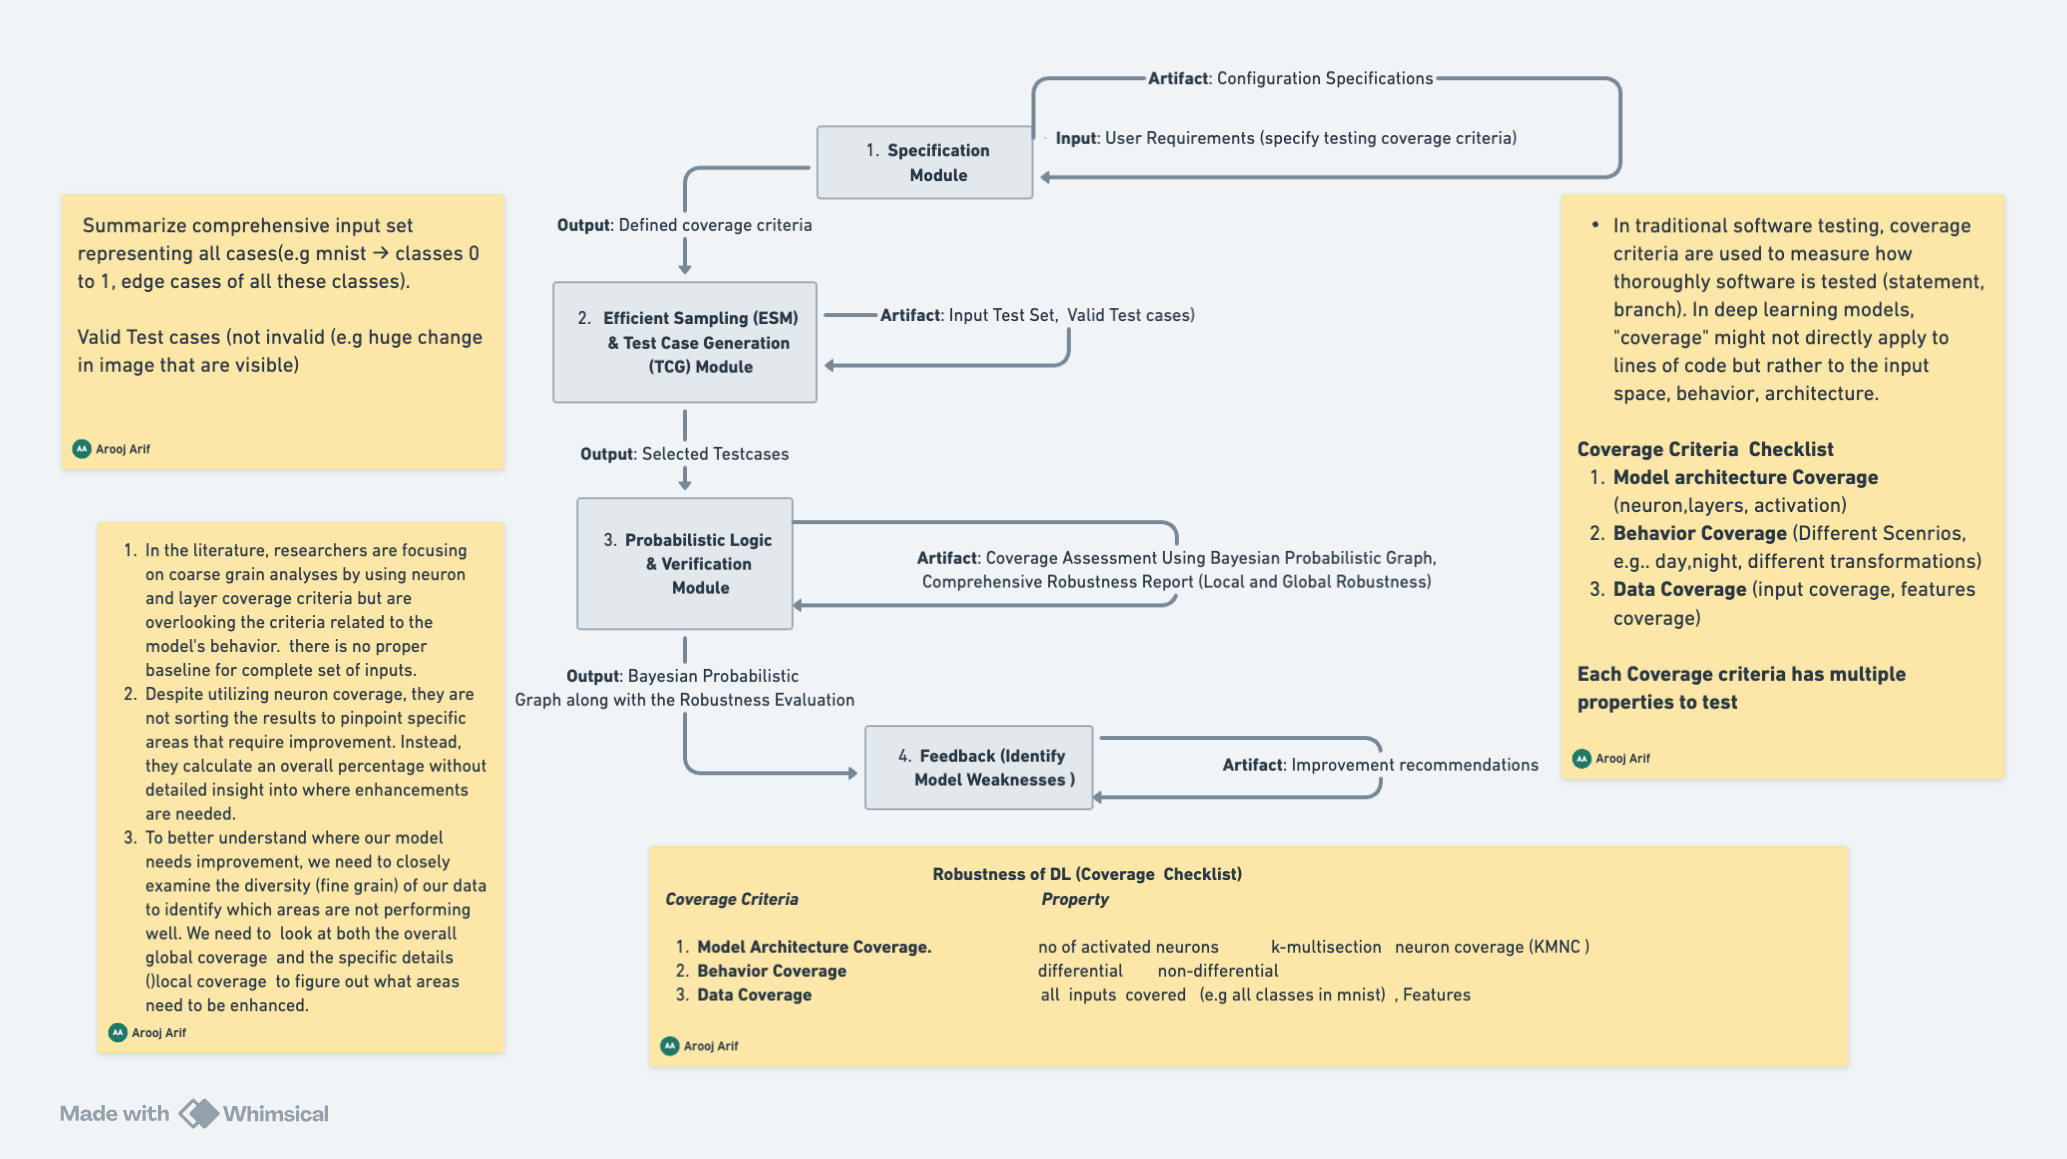 Artifact: Configuration Specifications
1. Specification
Module
Input: User Requirements (specify testing coverage criteria)
Output: Defined coverage criteria
2. Efficient Sampling (ESM)
& Test Case Generation
(TCG) Module
Artifact: Input Test Set, Valid Test cases)
Output: Selected Testcases
3. Probabilistic Logic
& Verification
Module
Artifact: Coverage Assessment Using Bayesian Probabilistic Graph,
Comprehensive Robustness Report (Local and Global Robustness)
Output: Bayesian Probabilistic
Graph along with the Robustness Evaluation
4. Feedback (Identify
Model Weaknesses )
Artifact: Improvement recommendations
Summarize comprehensive input set
representing all cases(e.g mnist → classes 0
to 1, edge cases of all these classes).
Valid Test cases (not invalid (e.g huge change
in image that are visible)
AA Arooj Arif
1. In the literature, researchers are focusing
on coarse grain analyses by using neuron
and layer coverage criteria but are
overlooking the criteria related to the
model's behavior. there is no proper
baseline for complete set of inputs.
2. Despite utilizing neuron coverage, they are
not sorting the results to pinpoint specific
areas that require improvement. Instead,
they calculate an overall percentage without
detailed insight into where enhancements
are needed.
3. To better understand where our model
needs improvement, we need to closely
examine the diversity (fine grain) of our data
to identify which areas are not performing
well. We need to look at both the overall
global coverage and the specific details
()local coverage to figure out what areas
need to be enhanced.
AA Arooj Arif
• In traditional software testing, coverage
criteria are used to measure how
thoroughly software is tested (statement,
branch). In deep learning models,
"coverage" might not directly apply to
lines of code but rather to the input
space, behavior, architecture.
Coverage Criteria Checklist
1. Model architecture Coverage
(neuron,layers, activation)
2. Behavior Coverage (Different Scenrios,
e.g.. day,night, different transformations)
3. Data Coverage (input coverage, features
coverage)
Each Coverage criteria has multiple
properties to test
AA Arooj Arif
Robustness of DL (Coverage Checklist)
Coverage Criteria Property
1. Model Architecture Coverage. no of activated neurons k-multisection neuron coverage (KMNC )
2. Behavior Coverage differential non-differential
3. Data Coverage all inputs covered (e.g all classes in mnist) , Features
AA Arooj Arif
Made with Whimsical